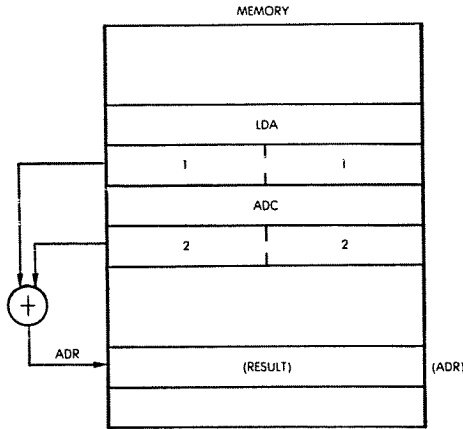 MEMORY
LDA
1 1
ADC
2 2
+
ADR
(RESULT) (ADR)